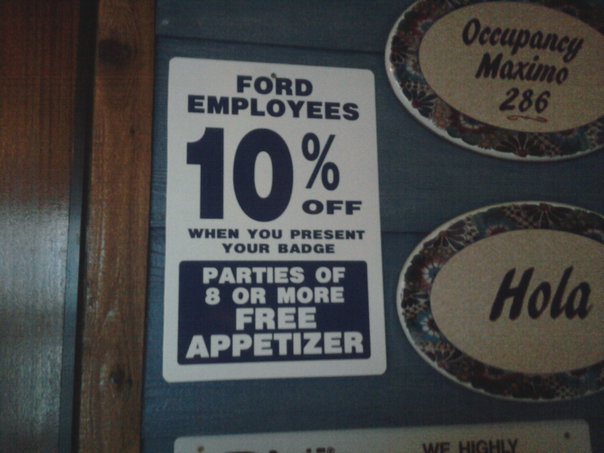 FORD
EMPLOYEES
10% OFF
WHEN YOU PRESENT
YOUR BADGE
PARTIES OF
8 OR MORE
FREE
APPETIZER
Occupancy
Maximo
286
Hola
WE HIGHLY